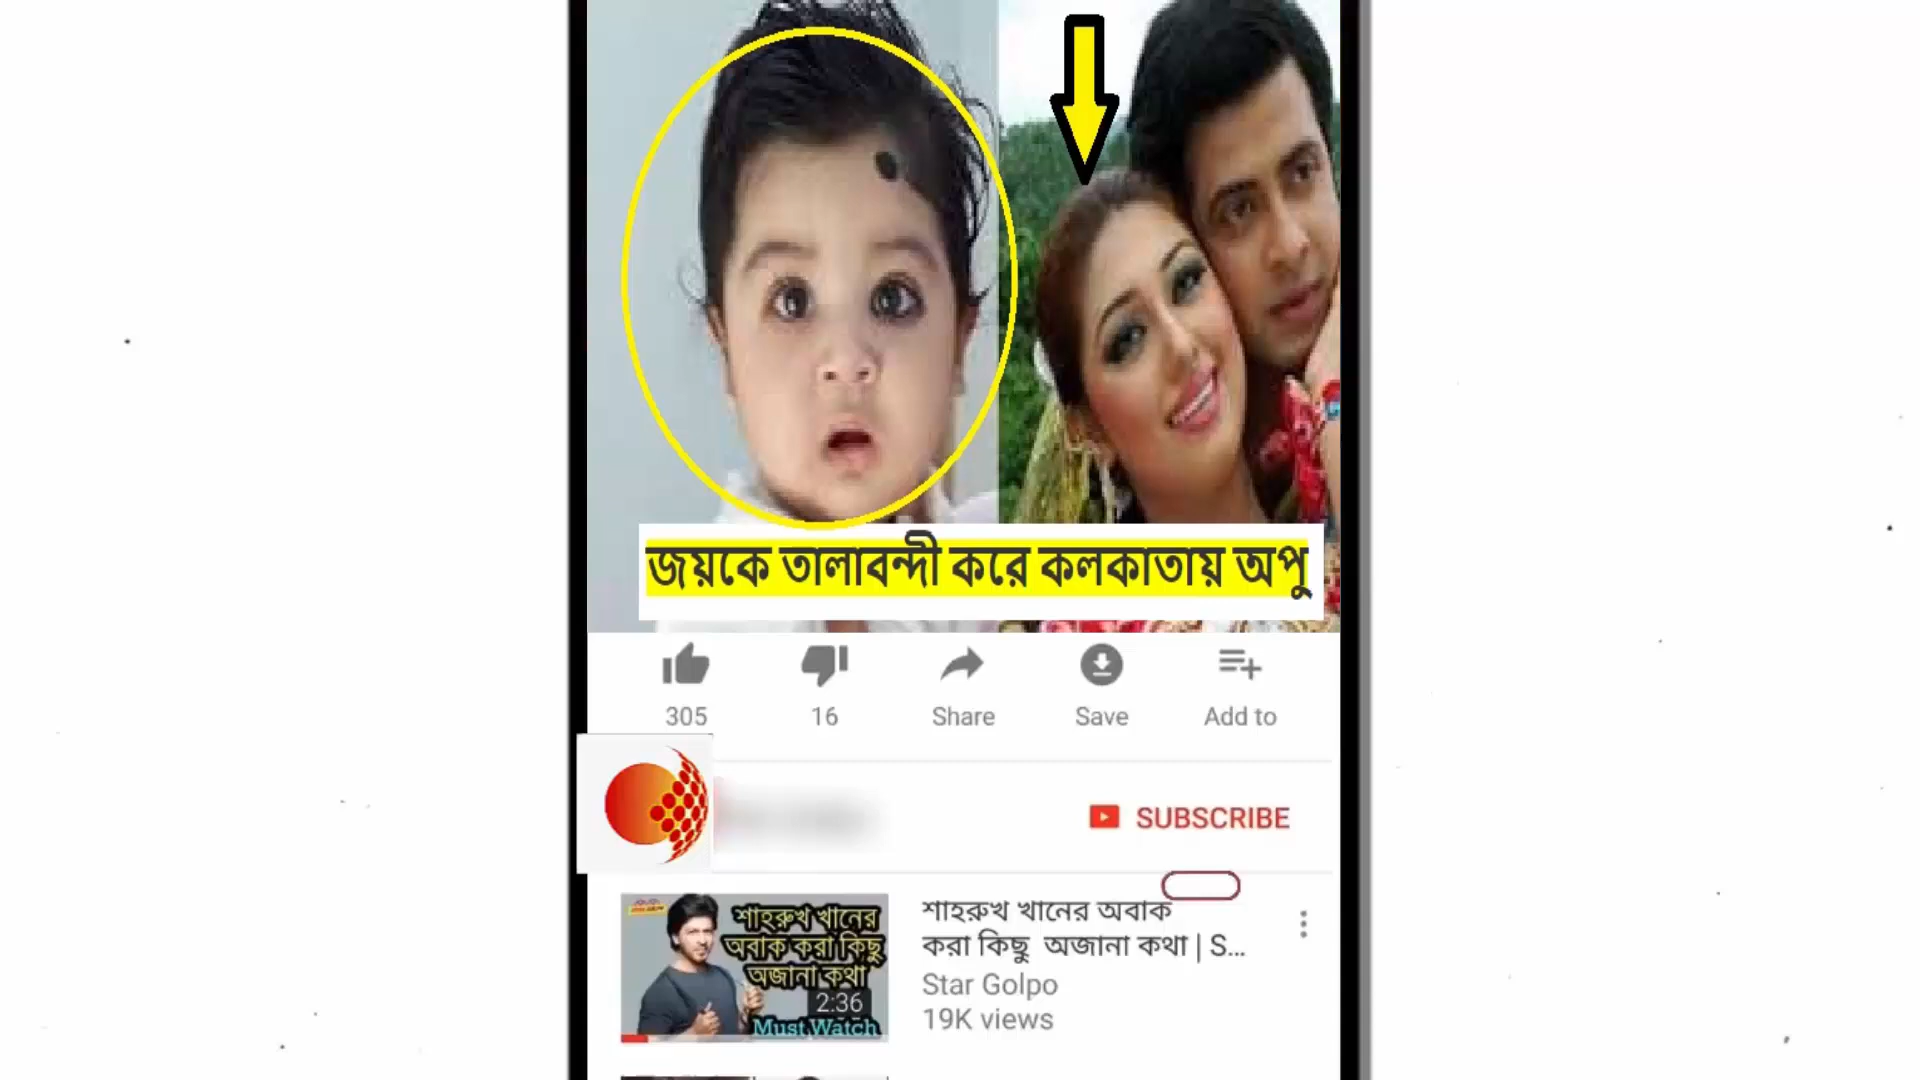 জয়কে তালাবন্দী করে কলকাতায় অপু
305
16
Share
Save
Add to
SUBSCRIBE
শাহরুখ খানের
অবাক করা কিছু
অজানা কথা
2:36
Must Watch
শাহরুখ খানের অবাক
করা কিছু অজানা কথা | S...
Star Golpo
19K views